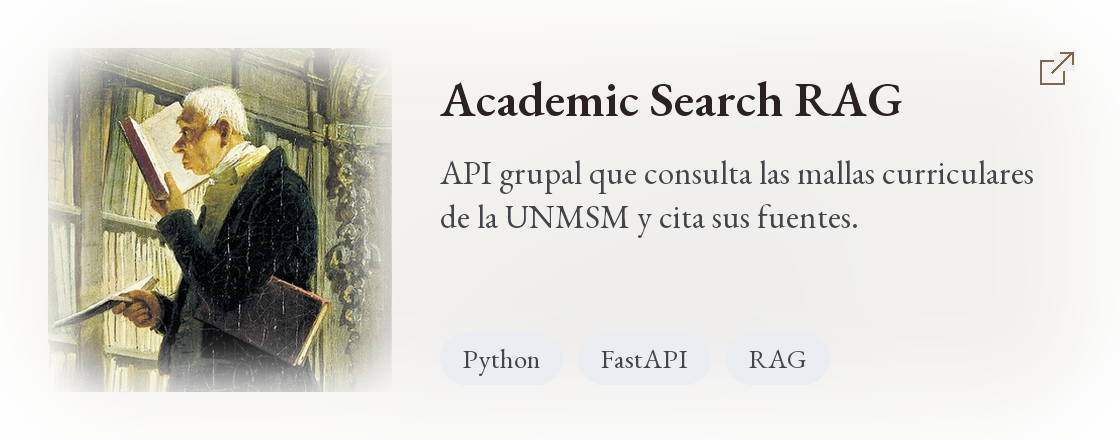 Academic Search RAG
API grupal que consulta las mallas curriculares
de la UNMSM y cita sus fuentes.
Python
FastAPI
RAG